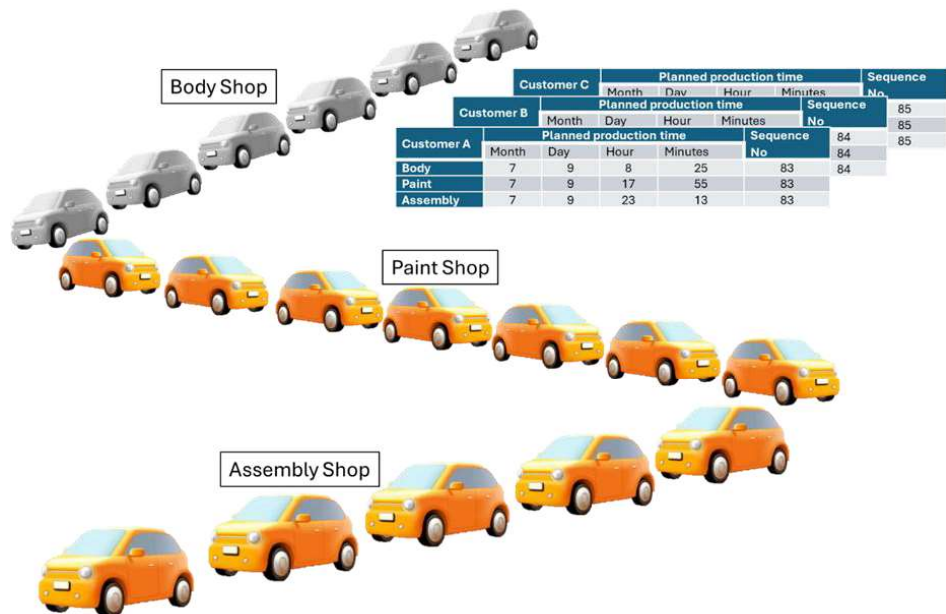 Body Shop
Customer C Planned production time Sequence No.
Month Day Hour Minutes
85
85
85
Customer B Planned production time Sequence No
Month Day Hour Minutes
84
84
84
Customer A Planned production time Sequence No
Month Day Hour Minutes
Body 7 9 8 25 83
Paint 7 9 17 55 83
Assembly 7 9 23 13 83
Paint Shop
Assembly Shop